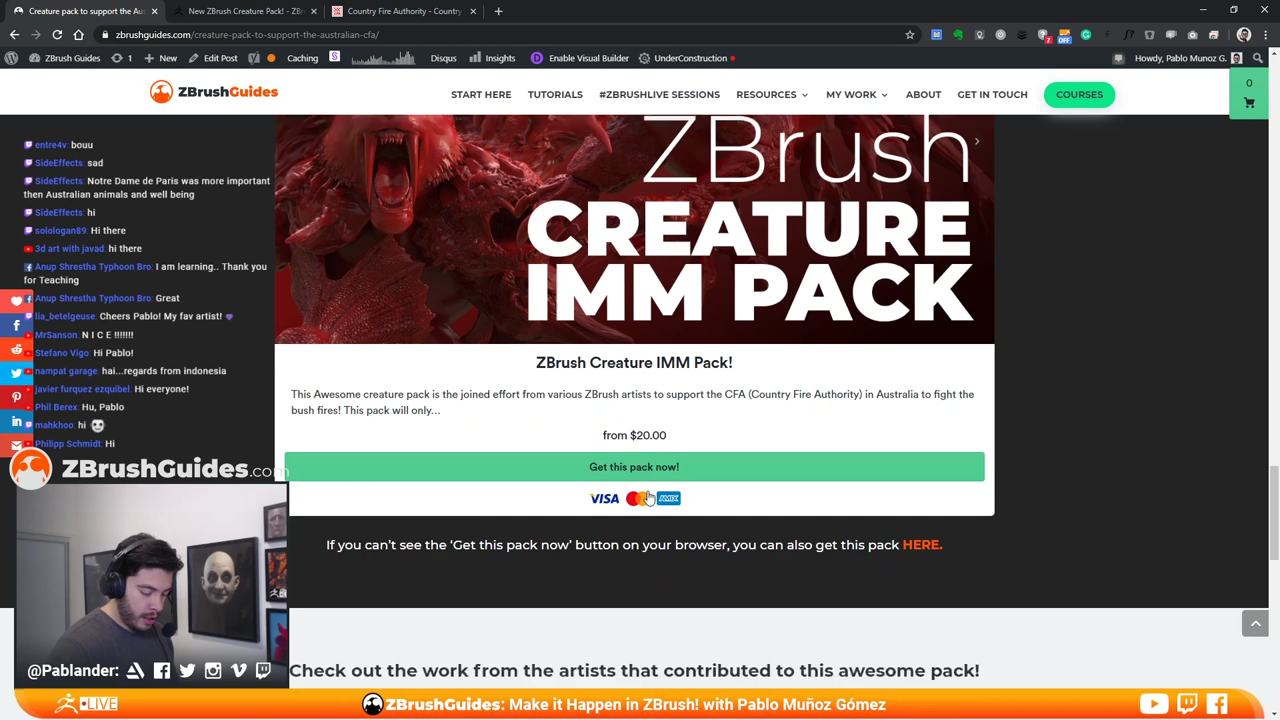 Creature Pack to support the Aus
New Creature Pack! - ZBrush
Country Fire Authority - Country
zbrushguides.com/creature-pack-to-support-the-australian-cfa/
7
OFF
ZBrush Guides
1
New
Edit Post
Caching
S
Disqus
Insights
D
Enable Visual Builder
UnderConstruction
Howdy, Pablo Munoz G.
ZBrushGuides
START HERE
TUTORIALS
#ZBRUSHLIVE SESSIONS
RESOURCES
MY WORK
ABOUT
GET IN TOUCH
COURSES
0
entre4v: bouu
SideEffects: sad
SideEffects: Notre Dame de Paris was more important
then Australian animals and well being
SideEffects: hi
sologan89: Hi there
3d art with javad: hi there
Anup Shrestha Typhoon Bro: I am learning.. Thank you
for Teaching
Anup Shrestha Typhoon Bro: Great
lia_betelgeuse: Cheers Pablo! My fav artist!
MrSanson: N I C E !!!!!!!
Stefano Vigo: Hi Pablo!
nampat garage: hai...regards from indonesia
javier furquez ezquibel: Hi everyone!
Phil Berex: Hu, Pablo
mahkhoo: hi
Philipp Schmidt: Hi
ZBrush
CREATURE
IMM PACK
ZBrush Creature IMM Pack!
This Awesome creature pack is the joined effort from various ZBrush artists to support the CFA (Country Fire Authority) in Australia to fight the
bush fires! This pack will only…
from $20.00
Get this pack now!
VISA
AMEX
If you can't see the 'Get this pack now' button on your browser, you can also get this pack HERE.
ZBrushGuides.com
@Pablander:
Check out the work from the artists that contributed to this awesome pack!
LIVE
ZBrushGuides: Make it Happen in ZBrush! with Pablo Muñoz Gómez